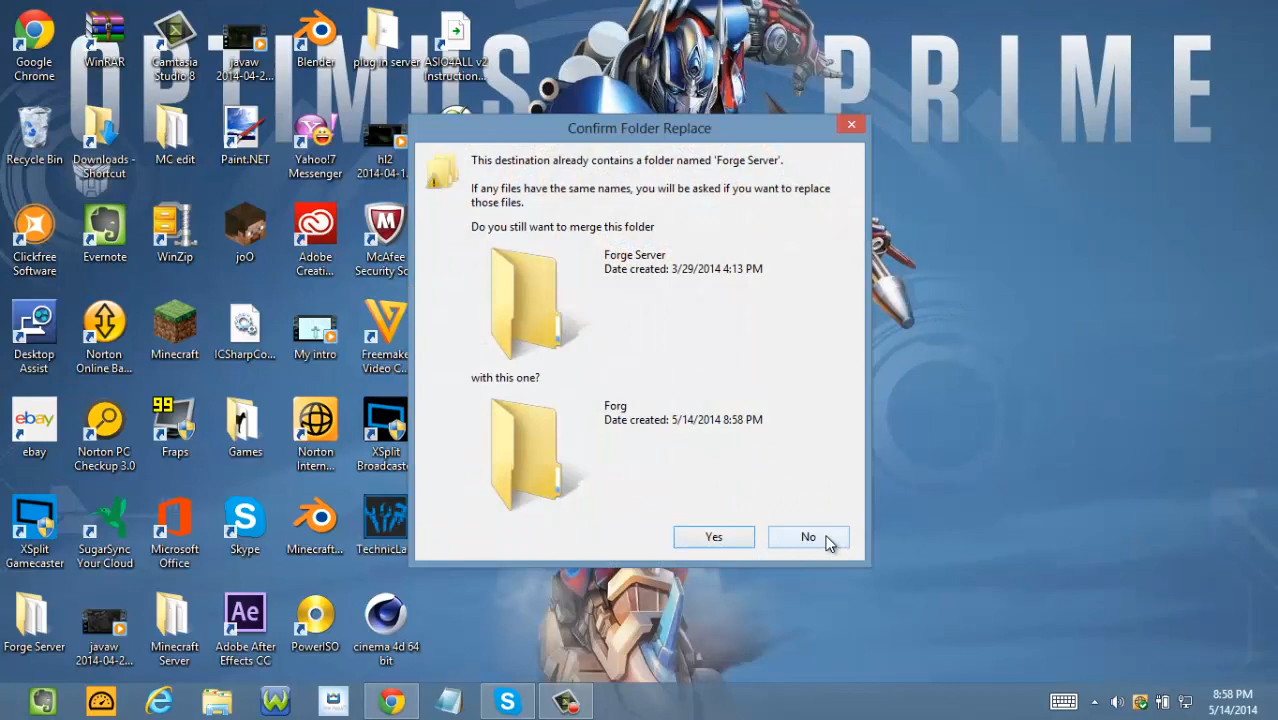 OPTIMUS PRIME
Google
Chrome
WinRAR
Camtasia
Studio 8
javaw
2014-04-2...
Blender
plug in server
ASIO4ALL v2
Instruction...
Recycle Bin
Downloads -
Shortcut
MC edit
Paint.NET
Yahoo!7
Messenger
hl2
2014-04-1...
Clickfree
Software
Evernote
WinZip
joO
Adobe
Creati...
McAfee
Security Sc...
Desktop
Assist
Norton
Online Ba...
Minecraft
ICSharpCo...
My intro
Freemake
Video C...
ebay
ebay
Norton PC
Checkup 3.0
99
Fraps
Games
Norton
Intern...
XSplit
Broadcaste
XSplit
Gamecaster
SugarSync
Your Cloud
Microsoft
Office
Skype
Minecraft...
TechnicLa
Forge Server
javaw
2014-04-2...
Minecraft
Server
Ae
Adobe After
Effects CC
PowerISO
cinema 4d 64
bit
Confirm Folder Replace
This destination already contains a folder named 'Forge Server'.
If any files have the same names, you will be asked if you want to replace
those files.
Do you still want to merge this folder
Forge Server
Date created: 3/29/2014 4:13 PM
with this one?
Forg
Date created: 5/14/2014 8:58 PM
Yes
No
8:58 PM
5/14/2014